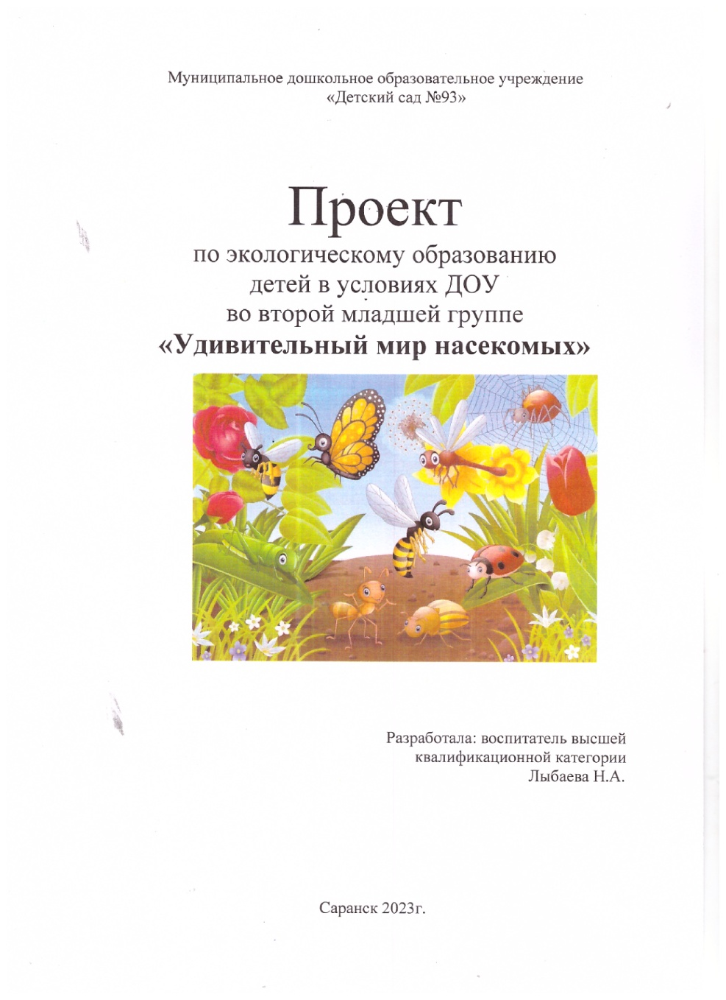 Муниципальное дошкольное образовательное учреждение
«Детский сад №93»
Проект
по экологическому образованию
детей в условиях ДОУ
во второй младшей группе
«Удивительный мир насекомых»
Разработала: воспитатель высшей
квалификационной категории
Лыбаева Н.А.
Саранск 2023г.